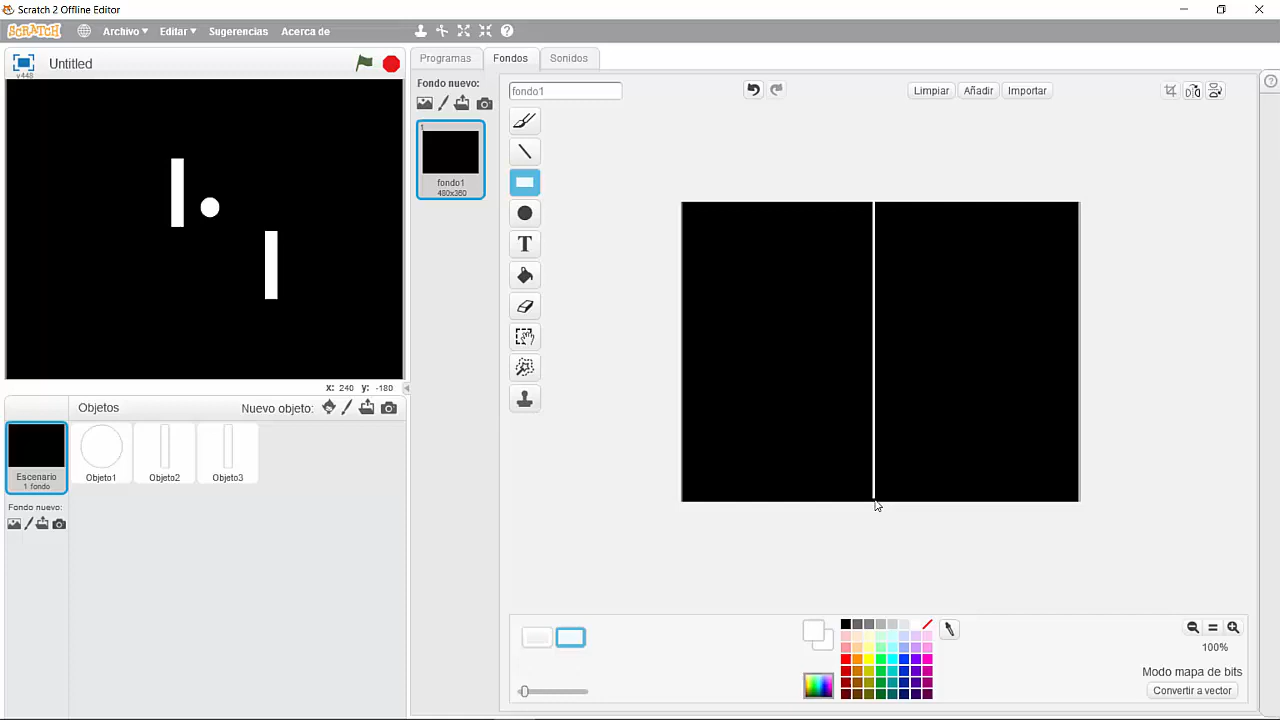 Scratch 2 Offline Editor
SCRATCH
Archivo
Editar
Sugerencias
Acerca de
Untitled
v448
Programas
Fondos
Sonidos
Fondo nuevo:
fondo1
Limpiar
Añadir
Importar
1
fondo1
480x360
T
x: 240 y: -180
Objetos
Nuevo objeto:
Escenario
1 fondo
Objeto1
Objeto2
Objeto3
Fondo nuevo:
100%
Modo mapa de bits
Convertir a vector